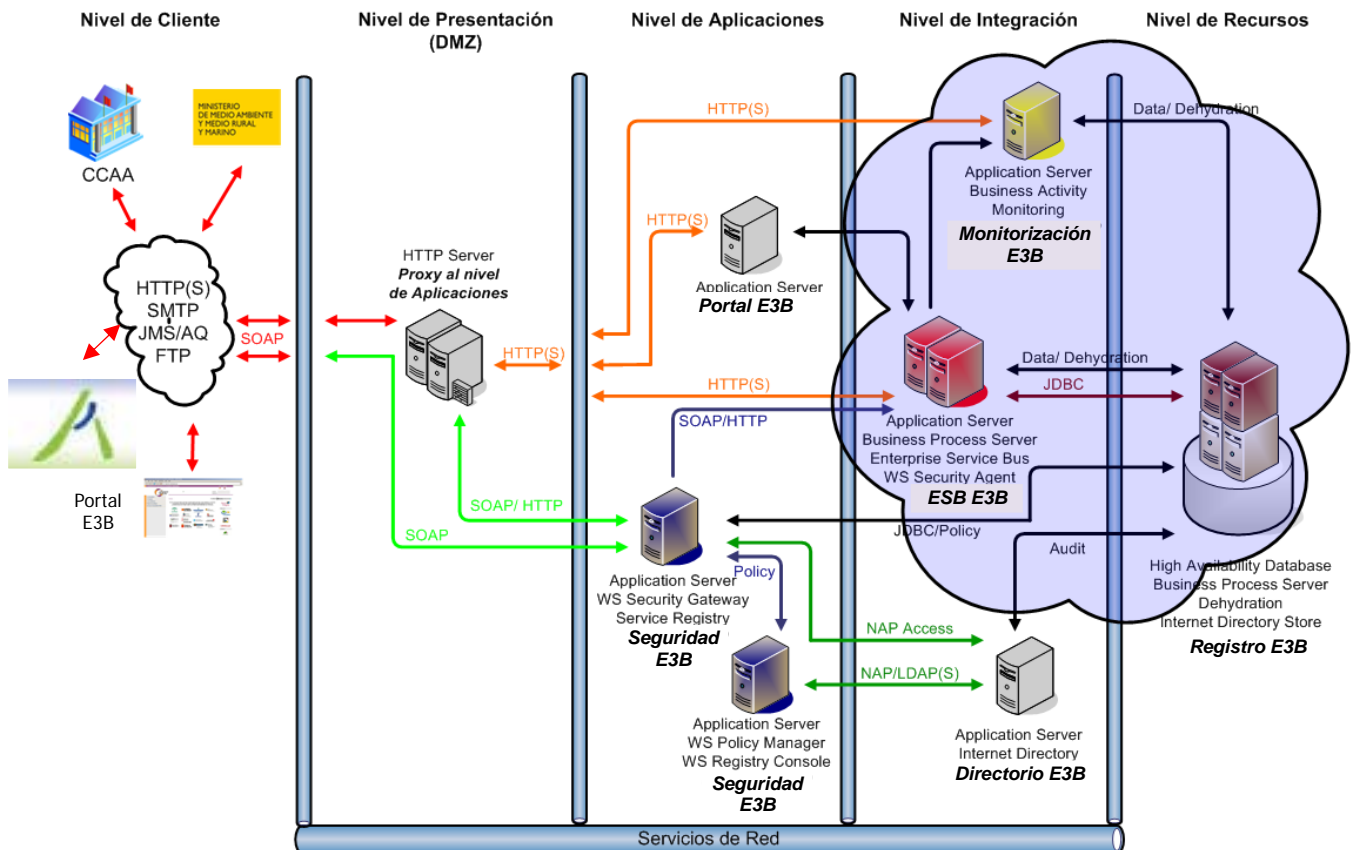 Nivel de Cliente
Nivel de Presentación
(DMZ)
Nivel de Aplicaciones
Nivel de Integración
Nivel de Recursos
MINISTERIO
DE MEDIO AMBIENTE
Y MEDIO RURAL
Y MARINO
CCAA
HTTP(S)
SMTP
JMS/AQ
FTP
SOAP
Portal
E3B
HTTP Server
Proxy al nivel
de Aplicaciones
HTTP(S)
SOAP/ HTTP
SOAP
HTTP(S)
HTTP(S)
Application Server
Portal E3B
HTTP(S)
SOAP/HTTP
Application Server
WS Security Gateway
Service Registry
Seguridad
E3B
Policy
Application Server
WS Policy Manager
WS Registry Console
Seguridad
E3B
Application Server
Business Activity
Monitoring
Monitorización
E3B
Data/ Dehydration
Application Server
Business Process Server
Enterprise Service Bus
WS Security Agent
ESB E3B
Data/ Dehydration
JDBC
JDBC/Policy
Audit
NAP Access
NAP/LDAP(S)
Application Server
Internet Directory
Directorio E3B
High Availability Database
Business Process Server
Dehydration
Internet Directory Store
Registro E3B
Servicios de Red